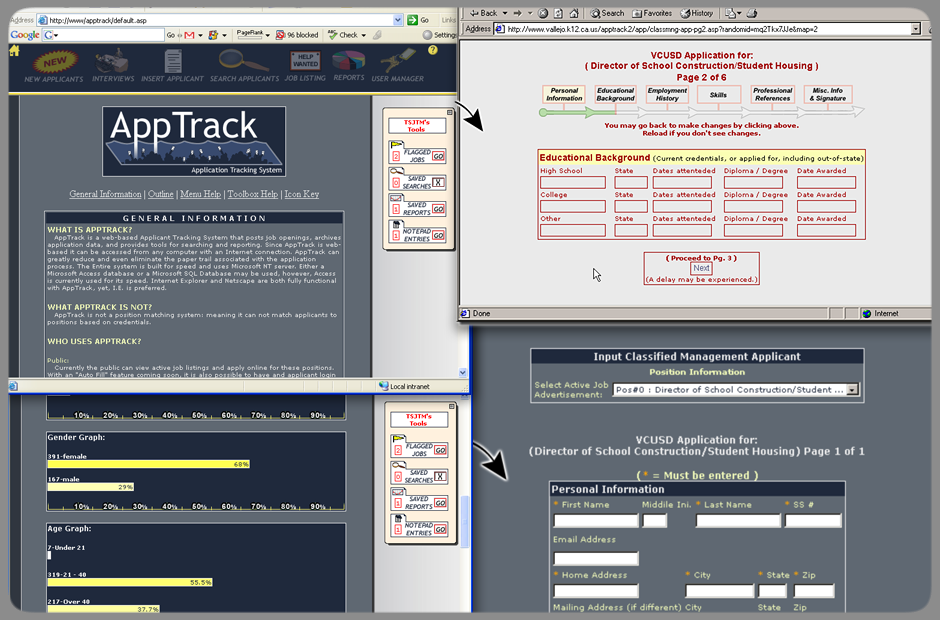 Address http://www/apptrack/default.asp Go Links
Google G Go PageRank 96 blocked Check Settings
NEW
NEW APPLICANTS INTERVIEWS INSERT APPLICANT SEARCH APPLICANTS JOB LISTING REPORTS USER MANAGER
HELP WANTED
?
AppTrack
Application Tracking System
General Information | Outline | Menu Help | Toolbox Help | Icon Key
GENERAL INFORMATION
WHAT IS APPTRACK?
AppTrack is a web-based Applicant Tracking System that posts job openings, archives
application data, and provides tools for searching and reporting. Since AppTrack is web-
based it can be accessed from any computer with an Internet connection. AppTrack can
greatly reduce and even eliminate the paper trail associated with the application
process. The Entire system is built for speed and uses Microsoft NT server. Either a
Microsoft Access database or a Microsoft SQL Database may be used, however, Access
is currently used for its speed. Internet Explorer and Netscape are both fully functional
with AppTrack, yet, I.E. is preferred.
WHAT APPTRACK IS NOT?
AppTrack is not a position matching system: meaning it can not match applicants to
positions based on credentials.
WHO USES APPTRACK?
Public:
Currently the public can view active job listings and apply online for these positions.
With an "Auto Fill" feature coming soon, it is also possible to have and applicant login
TSJTM's
Tools
2 FLAGGED JOBS GO
0 SAVED SEARCHES X
1 SAVED REPORTS GO
1 NOTEPAD ENTRIES GO
Local intranet
Back Search Favorites History
Address http://www.vallejo.k12.ca.us/apptrack2/app/classmng-app-pg2.asp?randomid=mq2Tkx7Je&map=2
VCUSD Application for:
( Director of School Construction/Student Housing )
Page 2 of 6
Personal Information Educational Background Employment History Skills Professional References Misc. Info & Signature
You may go back to make changes by clicking above.
Reload if you don't see changes.
Educational Background (Current credentials, or applied for, including out-of-state)
High School State Dates attenteded Diploma / Degree Date Awarded
College State Dates attenteded Diploma / Degree Date Awarded
Other State Dates attenteded Diploma / Degree Date Awarded
( Proceed to Pg. 3 )
Next
(A delay may be experienced.)
Done Internet
10% 20% 30% 40% 50% 60% 70% 80% 90%
Gender Graph:
391-female
68%
167-male
29%
10% 20% 30% 40% 50% 60% 70% 80% 90%
Age Graph:
7-Under 21
319-21 - 40
55.5%
217-Over 40
37.7%
TSJTM's
Tools
2 FLAGGED JOBS GO
0 SAVED SEARCHES X
1 SAVED REPORTS GO
1 NOTEPAD ENTRIES GO
Input Classified Management Applicant
Position Information
Select Active Job
Advertisement: Pos#0 : Director of School Construction/Student ...
VCUSD Application for:
(Director of School Construction/Student Housing) Page 1 of 1
( * = Must be entered )
Personal Information
* First Name Middle Ini. * Last Name * SS #
Email Address
* Home Address * City * State * Zip
Mailing Address (if different) City State Zip